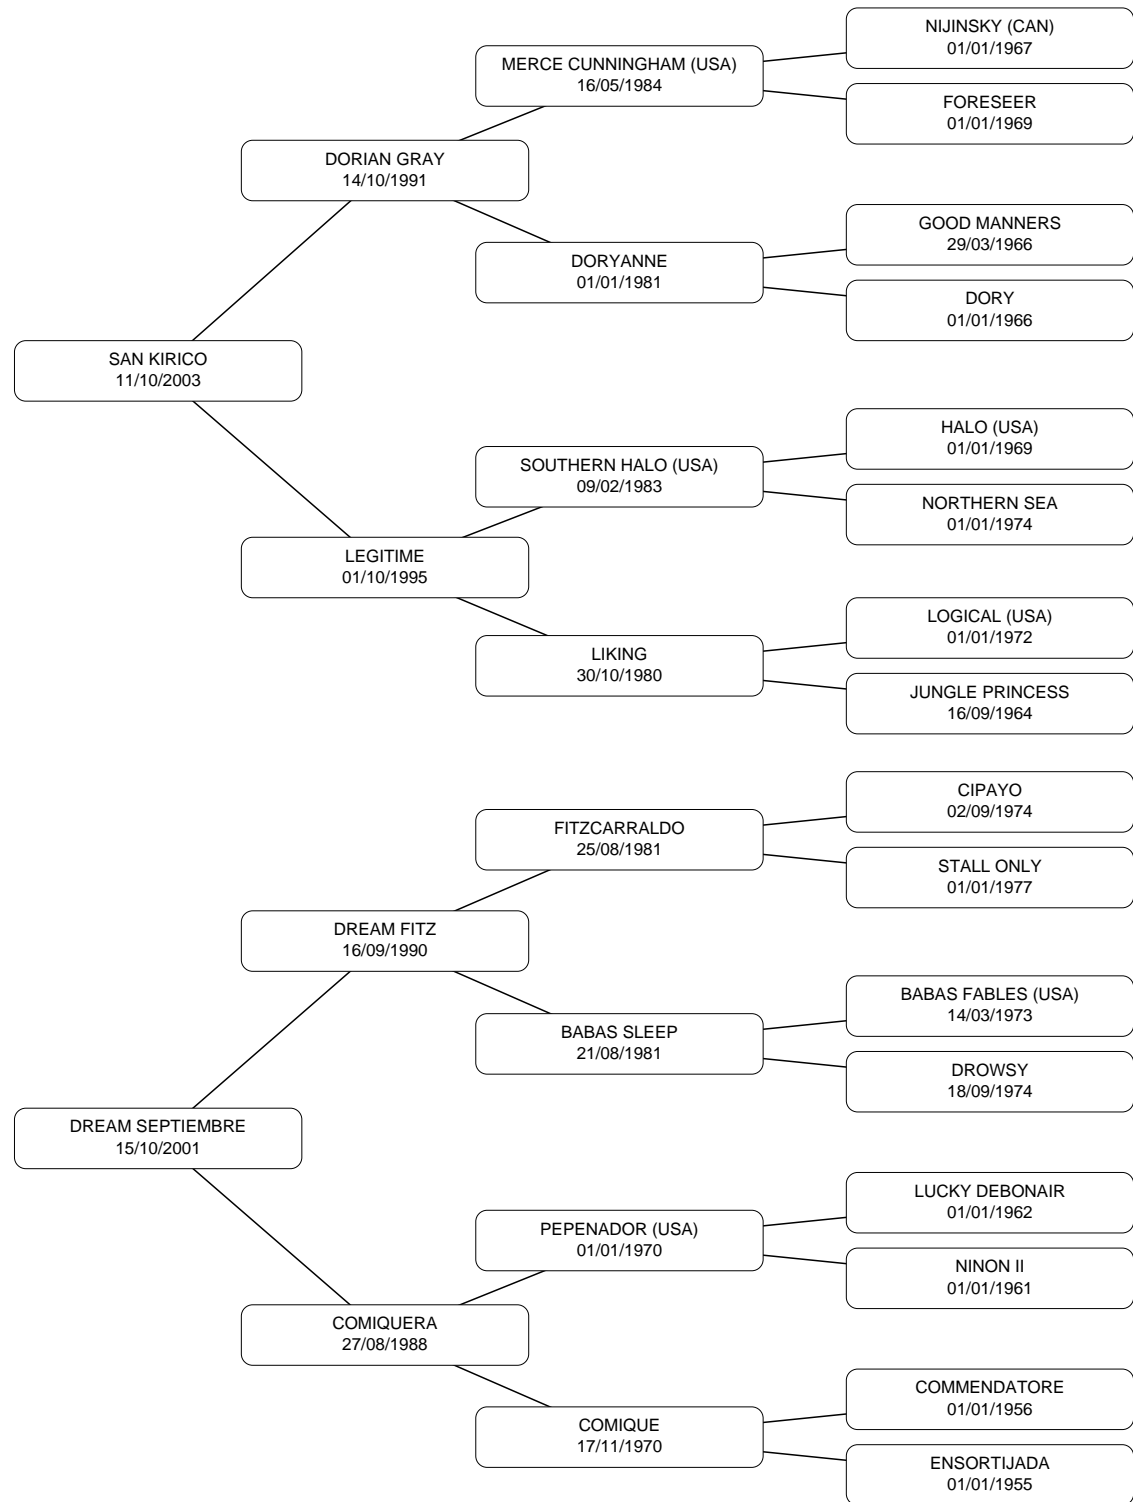 NIJINSKY (CAN)
01/01/1967
MERCE CUNNINGHAM (USA)
16/05/1984
FORESEER
01/01/1969
DORIAN GRAY
14/10/1991
GOOD MANNERS
29/03/1966
DORYANNE
01/01/1981
DORY
01/01/1966
SAN KIRICO
11/10/2003
HALO (USA)
01/01/1969
SOUTHERN HALO (USA)
09/02/1983
NORTHERN SEA
01/01/1974
LEGITIME
01/10/1995
LOGICAL (USA)
01/01/1972
LIKING
30/10/1980
JUNGLE PRINCESS
16/09/1964
CIPAYO
02/09/1974
FITZCARRALDO
25/08/1981
STALL ONLY
01/01/1977
DREAM FITZ
16/09/1990
BABAS FABLES (USA)
14/03/1973
BABAS SLEEP
21/08/1981
DROWSY
18/09/1974
DREAM SEPTIEMBRE
15/10/2001
LUCKY DEBONAIR
01/01/1962
PEPENADOR (USA)
01/01/1970
NINON II
01/01/1961
COMIQUERA
27/08/1988
COMMENDATORE
01/01/1956
COMIQUE
17/11/1970
ENSORTIJADA
01/01/1955